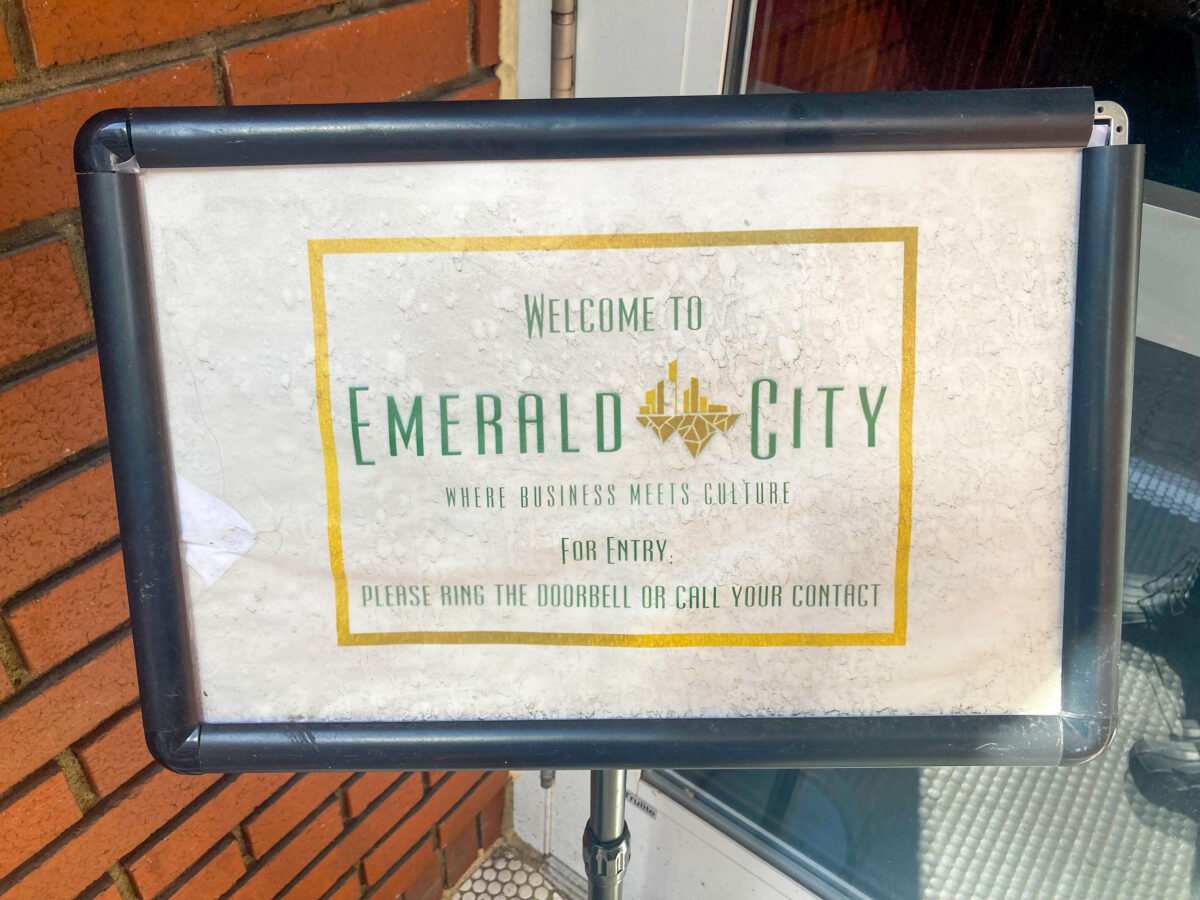 Welcome to
Emerald City
where business meets culture
For Entry,
please ring the doorbell or call your contact